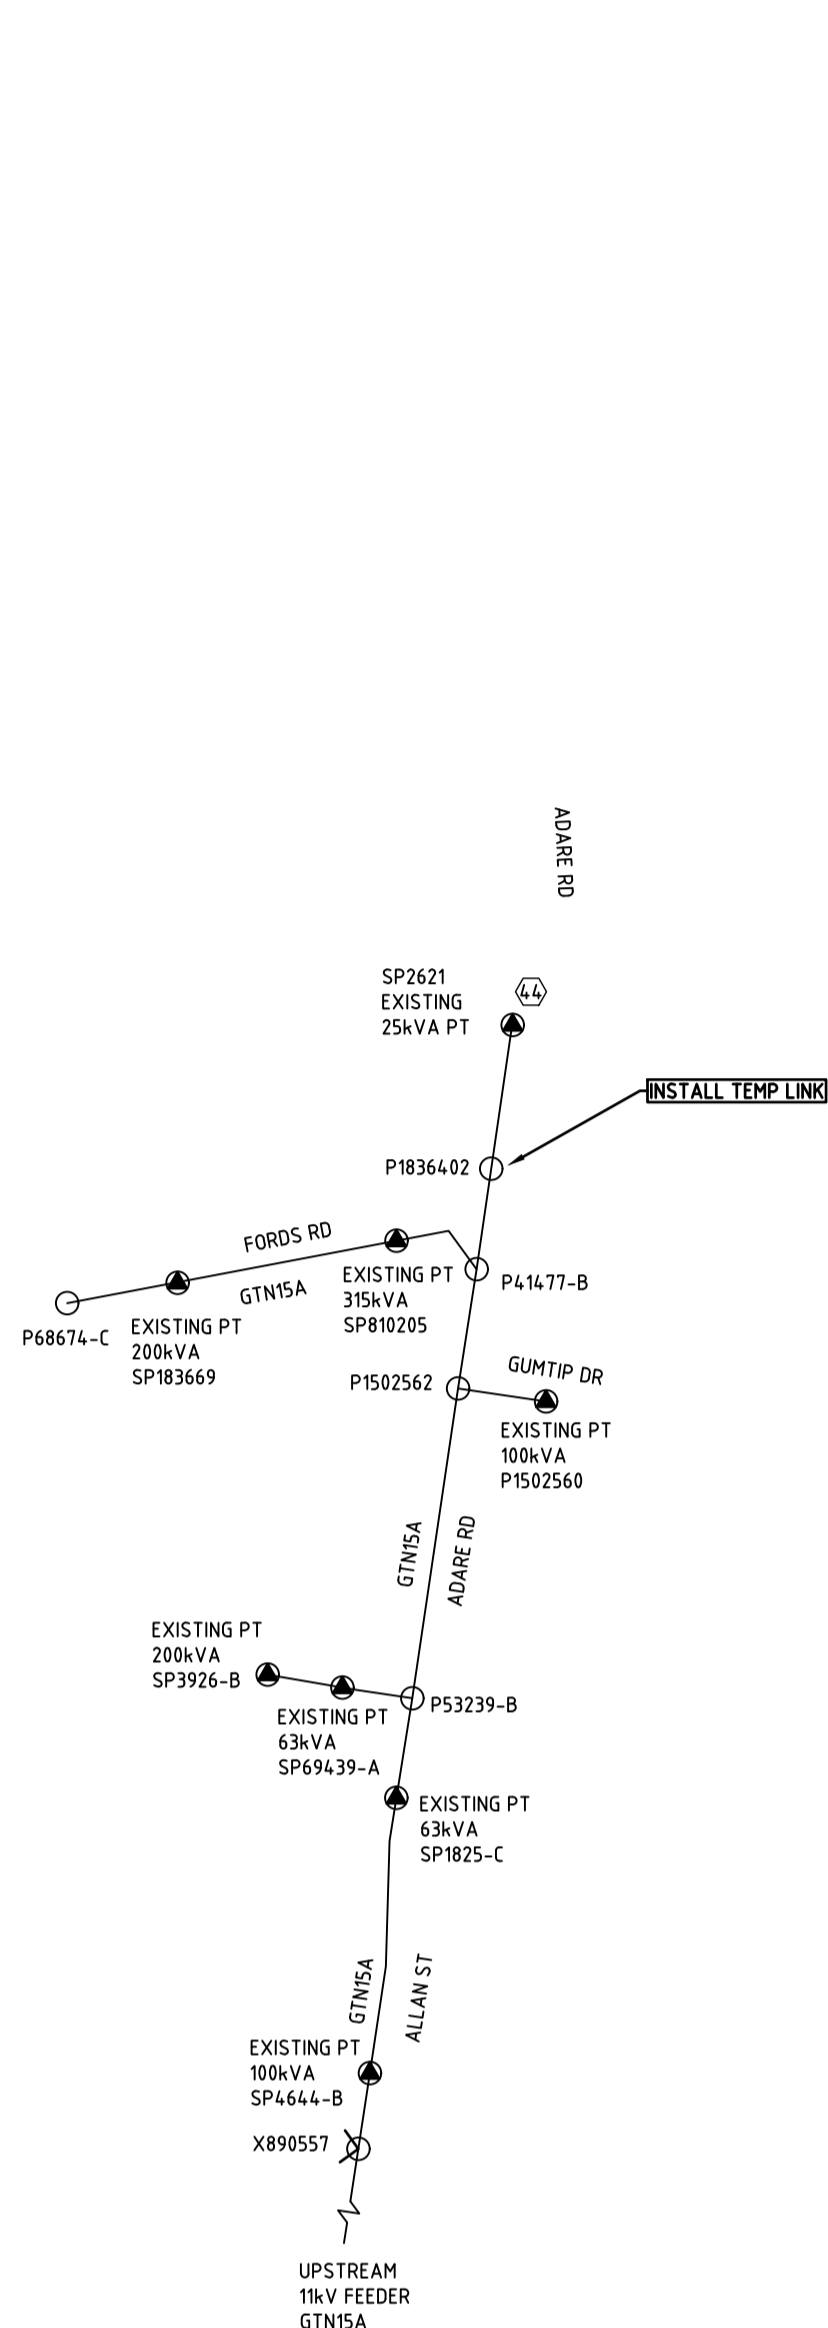 ADARE RD
SP2621
EXISTING
25kVA PT
44
INSTALL TEMP LINK
P1836402
FORDS RD
GTN15A
EXISTING PT
315kVA
SP810205
P41477-B
P68674-C
EXISTING PT
200kVA
SP183669
P1502562
GUMTIP DR
EXISTING PT
100kVA
P1502560
GTN15A
ADARE RD
EXISTING PT
200kVA
SP3926-B
P53239-B
EXISTING PT
63kVA
SP69439-A
EXISTING PT
63kVA
SP1825-C
GTN15A
ALLAN ST
EXISTING PT
100kVA
SP4644-B
X890557
UPSTREAM
11kV FEEDER
GTN15A